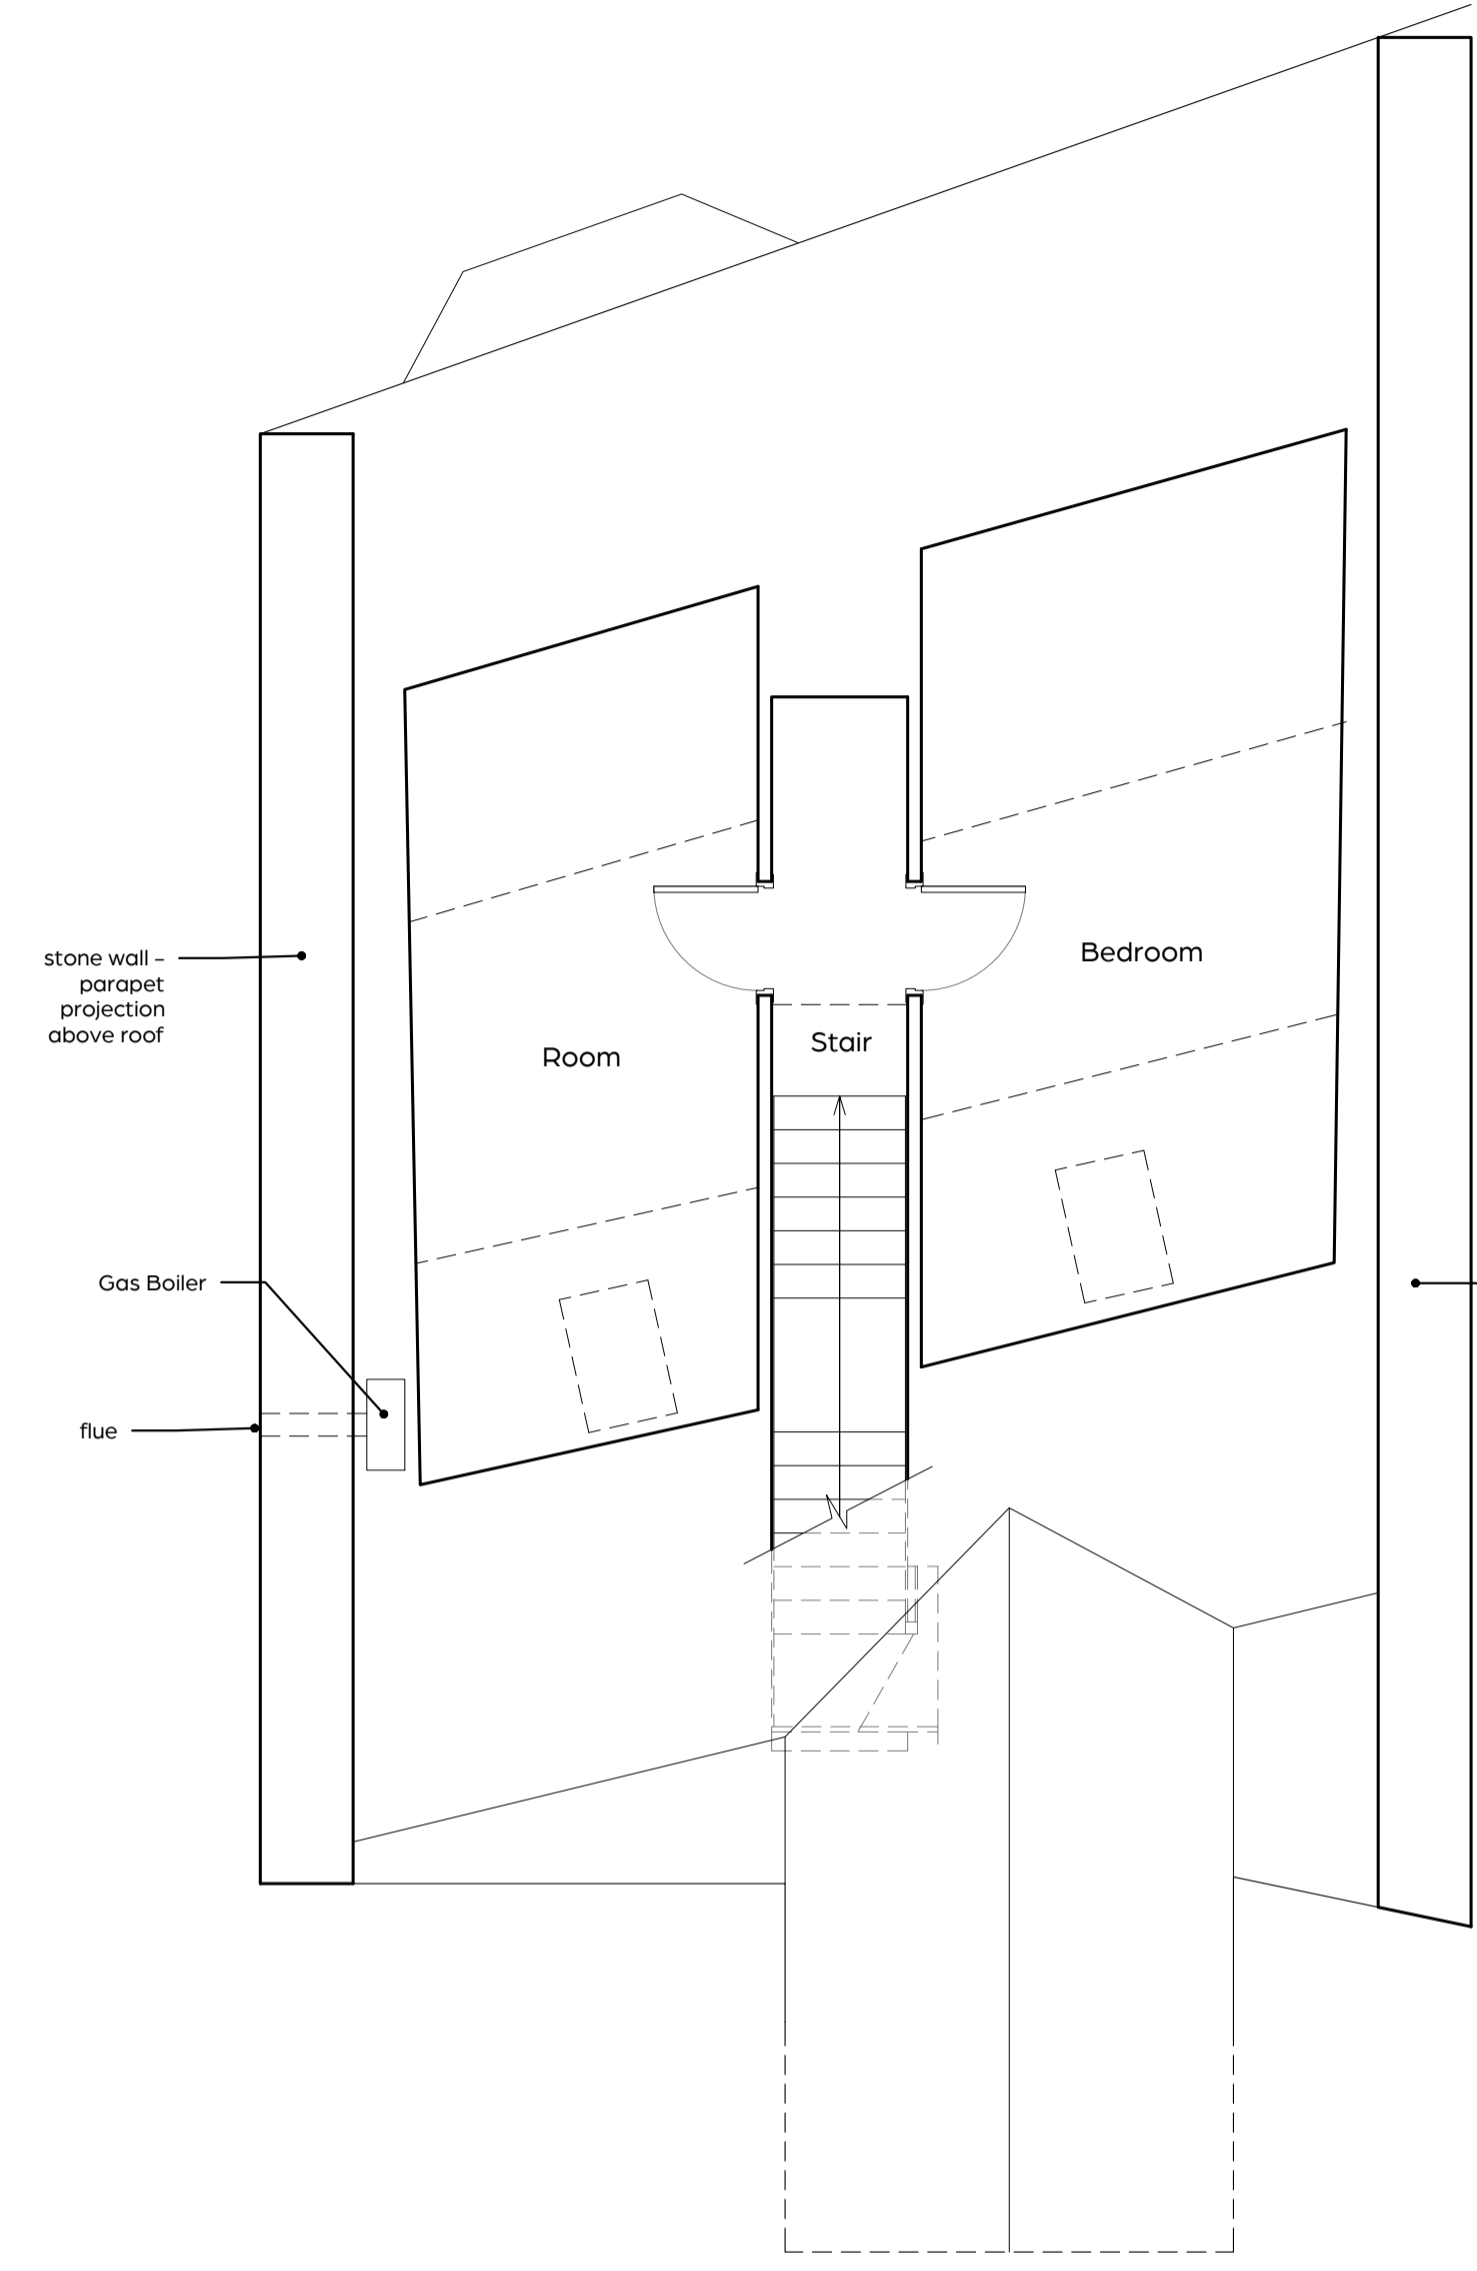 stone wall –
parapet
projection
above roof
Bedroom
Stair
Room
Gas Boiler
flue